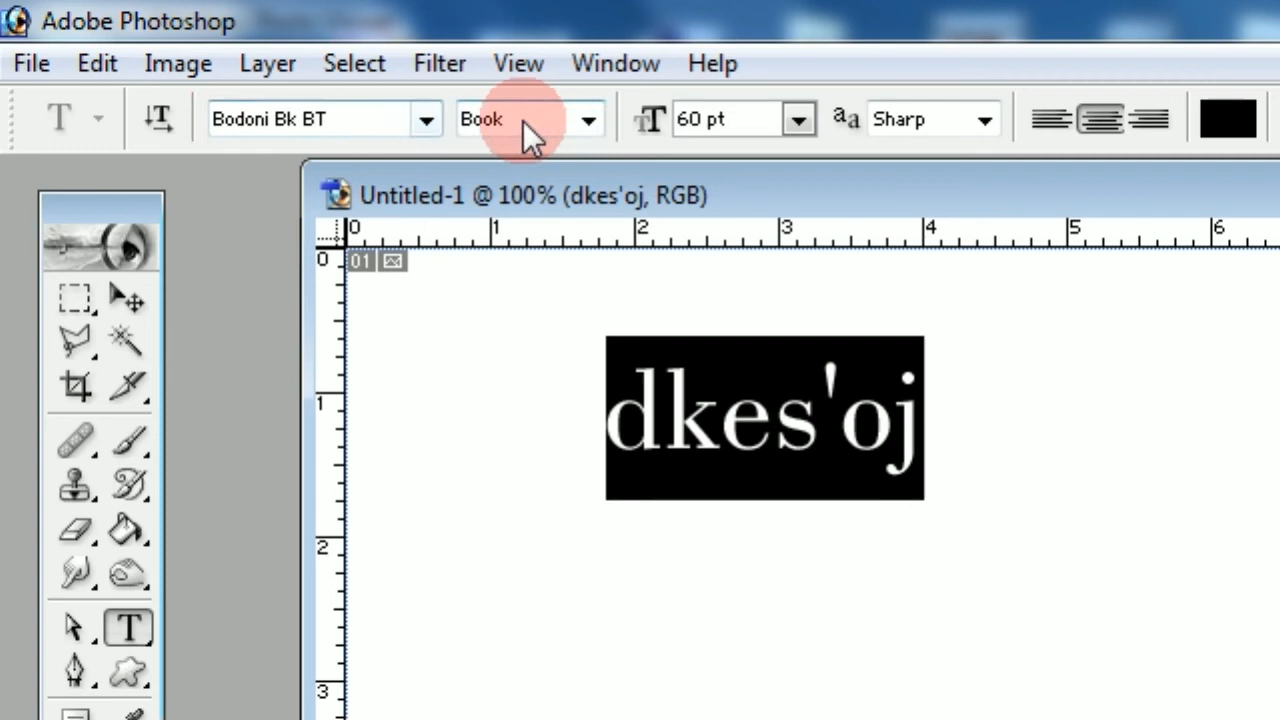 Adobe Photoshop
File Edit Image Layer Select Filter View Window Help
T T Bodoni Bk BT Book TT 60 pt aa Sharp
Untitled-1 @ 100% (dkes'oj, RGB)
0 1 2 3 4 5 6
0
01
dkes'oj
1
2
T
3